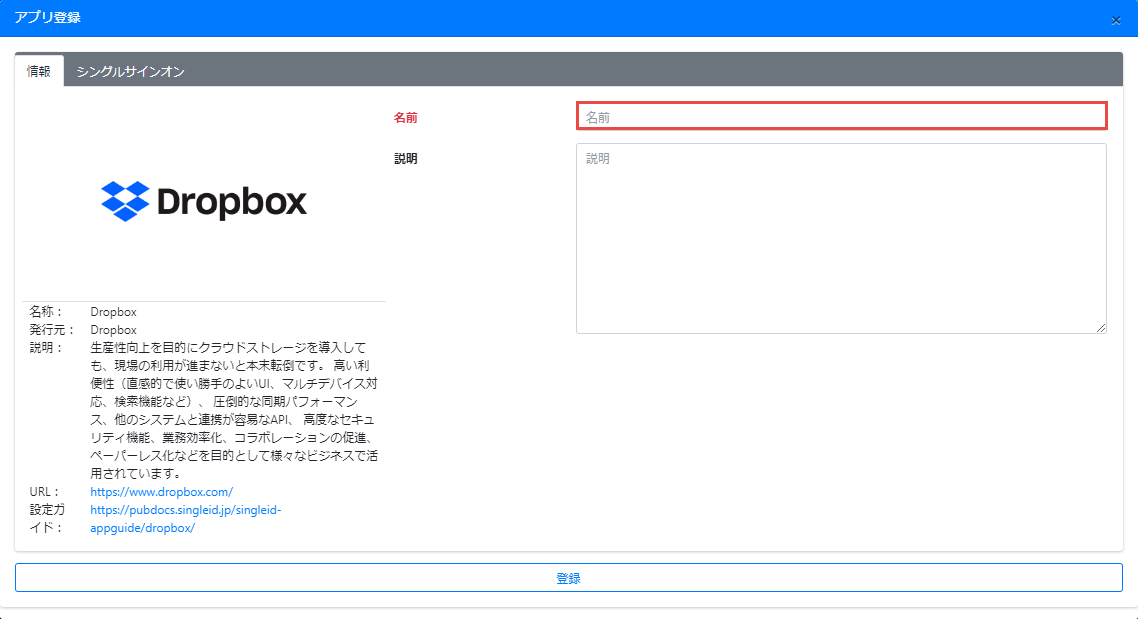 アプリ登録
×
情報
シングルサインオン
名前
名前
説明
説明
Dropbox
名称：
Dropbox
発行元：
Dropbox
説明：
生産性向上を目的にクラウドストレージを導入して
も、現場の利用が進まないと本末転倒です。 高い利
便性（直感的で使い勝手のよいUI、マルチデバイス対
応、検索機能など）、 圧倒的な同期パフォーマン
ス、他のシステムと連携が容易なAPI、 高度なセキュ
リティ機能、業務効率化、コラボレーションの促進、
ペーパーレス化などを目的として様々なビジネスで活
用されています。
URL：
https://www.dropbox.com/
設定ガ
イド：
https://pubdocs.singleid.jp/singleid-
appguide/dropbox/
登録